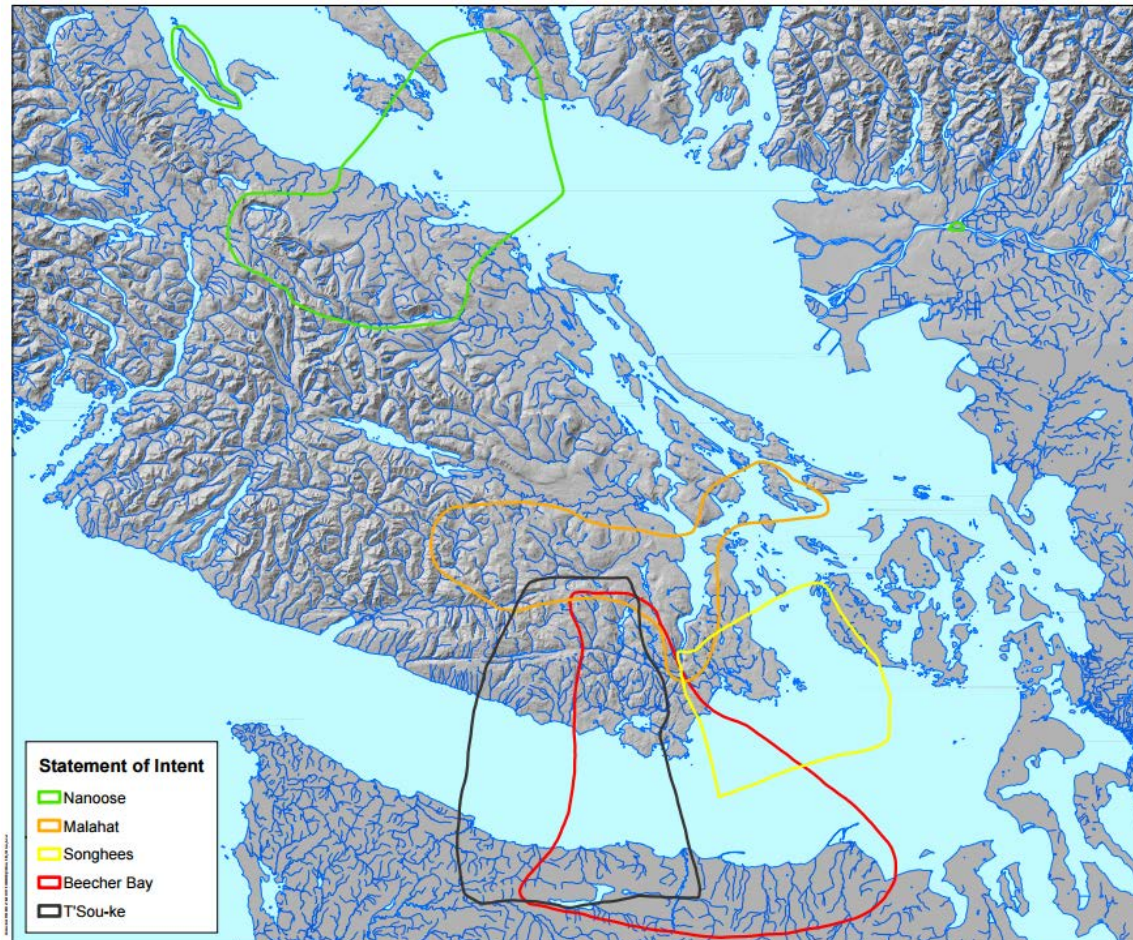 Statement of Intent
Nanoose
Malahat
Songhees
Beecher Bay
T'Sou-ke